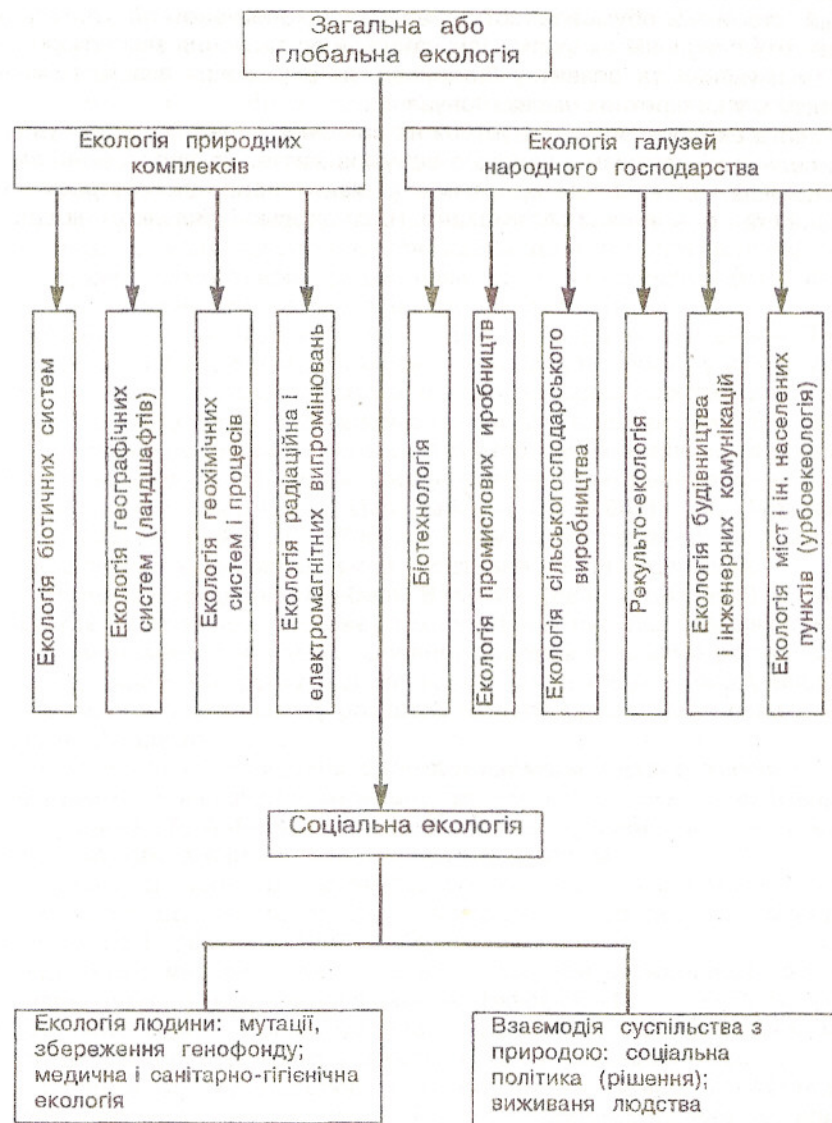 Загальна або
глобальна екологія
Екологія природних
комплексів
Екологія галузей
народного господарства
Екологія біотичних систем
Екологія географічних
систем (ландшафтів)
Екологія геохімічних
систем і процесів
Екологія радіаційна і
електромагнітних випромінювань
Біотехнологія
Екологія промислових иробництв
Екологія сільськогосподарського
виробництва
Рекульто-екологія
Екологія будівництва
і інженерних комунікацій
Екологія міст і ін. населених
пунктів (урбоекеологія)
Соціальна екологія
Екологія людини: мутації,
збереження генофонду;
медична і санітарно-гігієнічна
екологія
Взаємодія суспільства з
природою: соціальна
політика (рішення);
виживаня людства